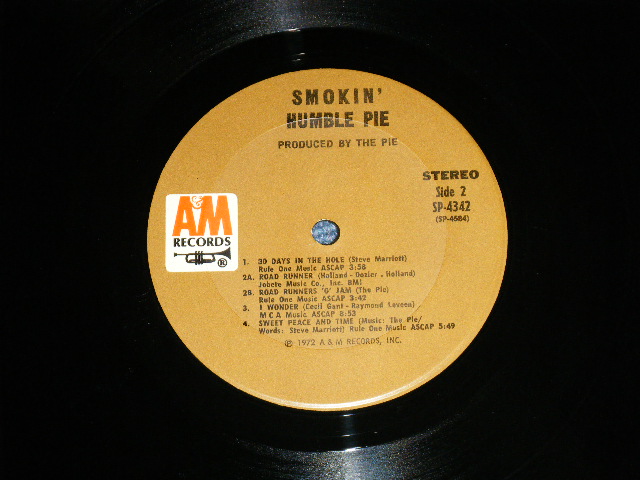 SMOKIN'
HUMBLE PIE
PRODUCED BY THE PIE
STEREO
Side 2
SP-4342
(SP-4684)
A&M
RECORDS
®
1. 30 DAYS IN THE HOLE (Steve Marriott)
Rule One Music ASCAP 3:58
2A. ROAD RUNNER (Holland - Dozier - Holland)
Jobete Music Co., Inc. BMI
2B. ROAD RUNNERS 'G' JAM (The Pie)
Rule One Music ASCAP 3:42
3. I WONDER (Cecil Gant - Raymond Leveen)
M C A Music ASCAP 8:53
4. SWEET PEACE AND TIME (Music: The Pie/
Words: Steve Marriott) Rule One Music ASCAP 5:49
℗ 1972 A & M RECORDS, INC.